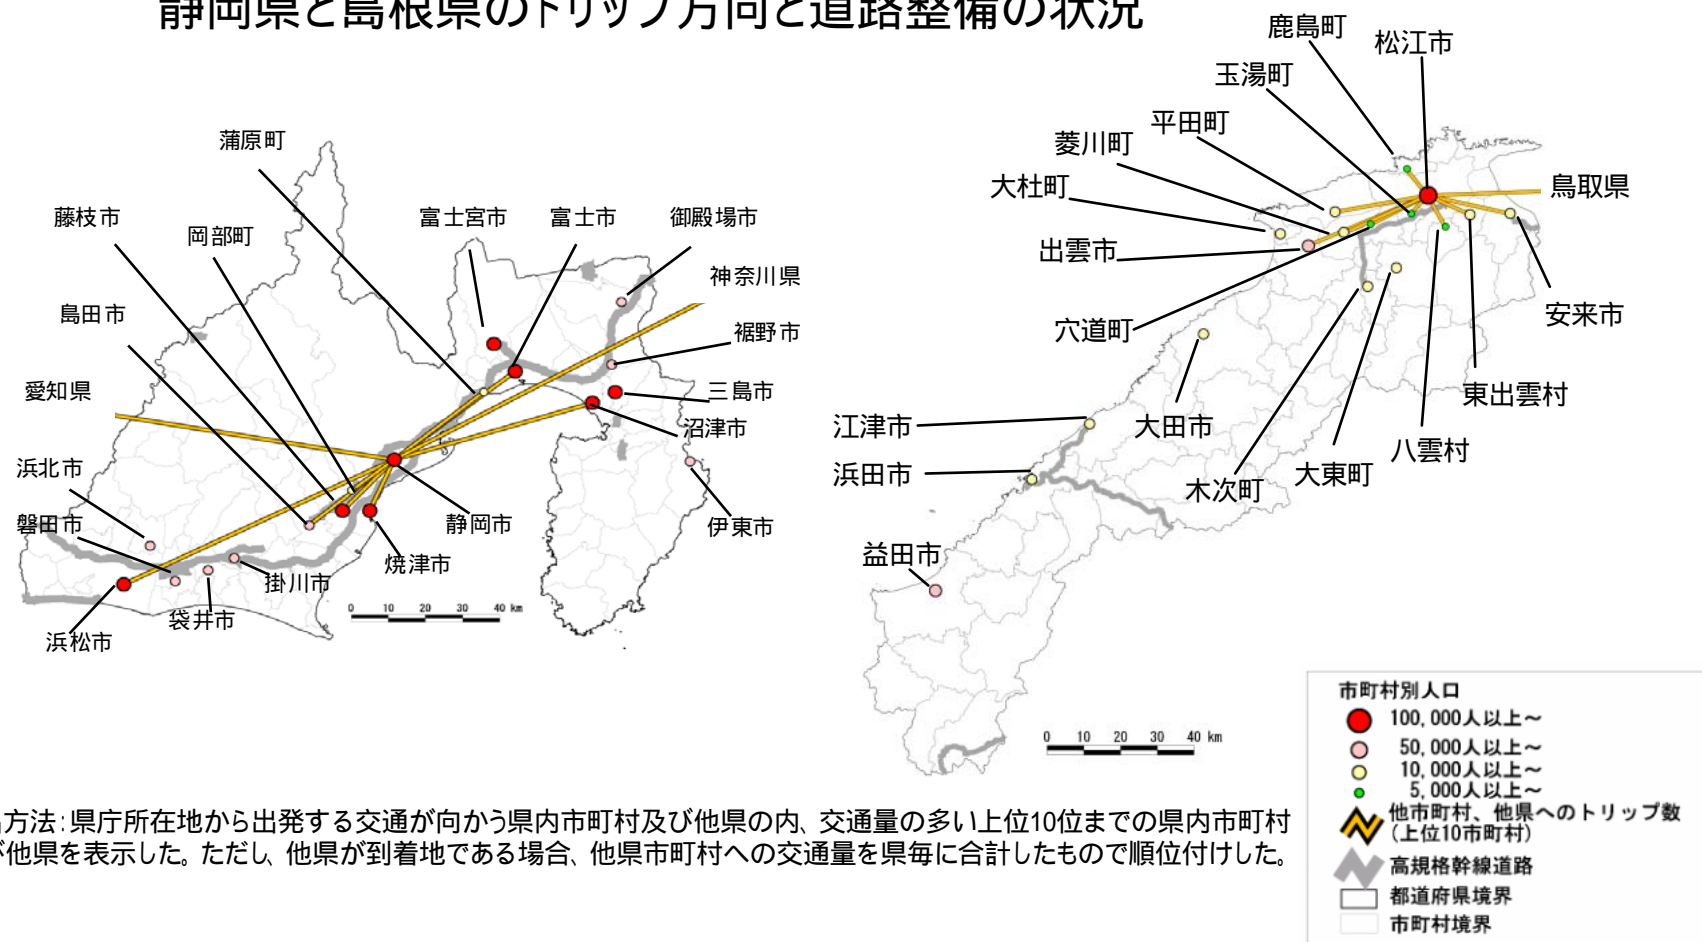 静岡県と島根県のトリップ方向と道路整備の状況
蒲原町
藤枝市
岡部町
富士宮市
富士市
御殿場市
神奈川県
島田市
裾野市
愛知県
三島市
沼津市
浜北市
磐田市
静岡市
伊東市
焼津市
掛川市
袋井市
浜松市
0 10 20 30 40 km
鹿島町
松江市
玉湯町
平田町
菱川町
大杜町
鳥取県
出雲市
安来市
穴道町
東出雲村
江津市
大田市
八雲村
浜田市
大東町
木次町
益田市
0 10 20 30 40 km
市町村別人口
100,000人以上～
50,000人以上～
10,000人以上～
5,000人以上～
他市町村、他県へのトリップ数
(上位10市町村)
高規格幹線道路
都道府県境界
市町村境界
方法：県庁所在地から出発する交通が向かう県内市町村及び他県の内、交通量の多い上位10位までの県内市町村
他県を表示した。ただし、他県が到着地である場合、他県市町村への交通量を県毎に合計したもので順位付けした。